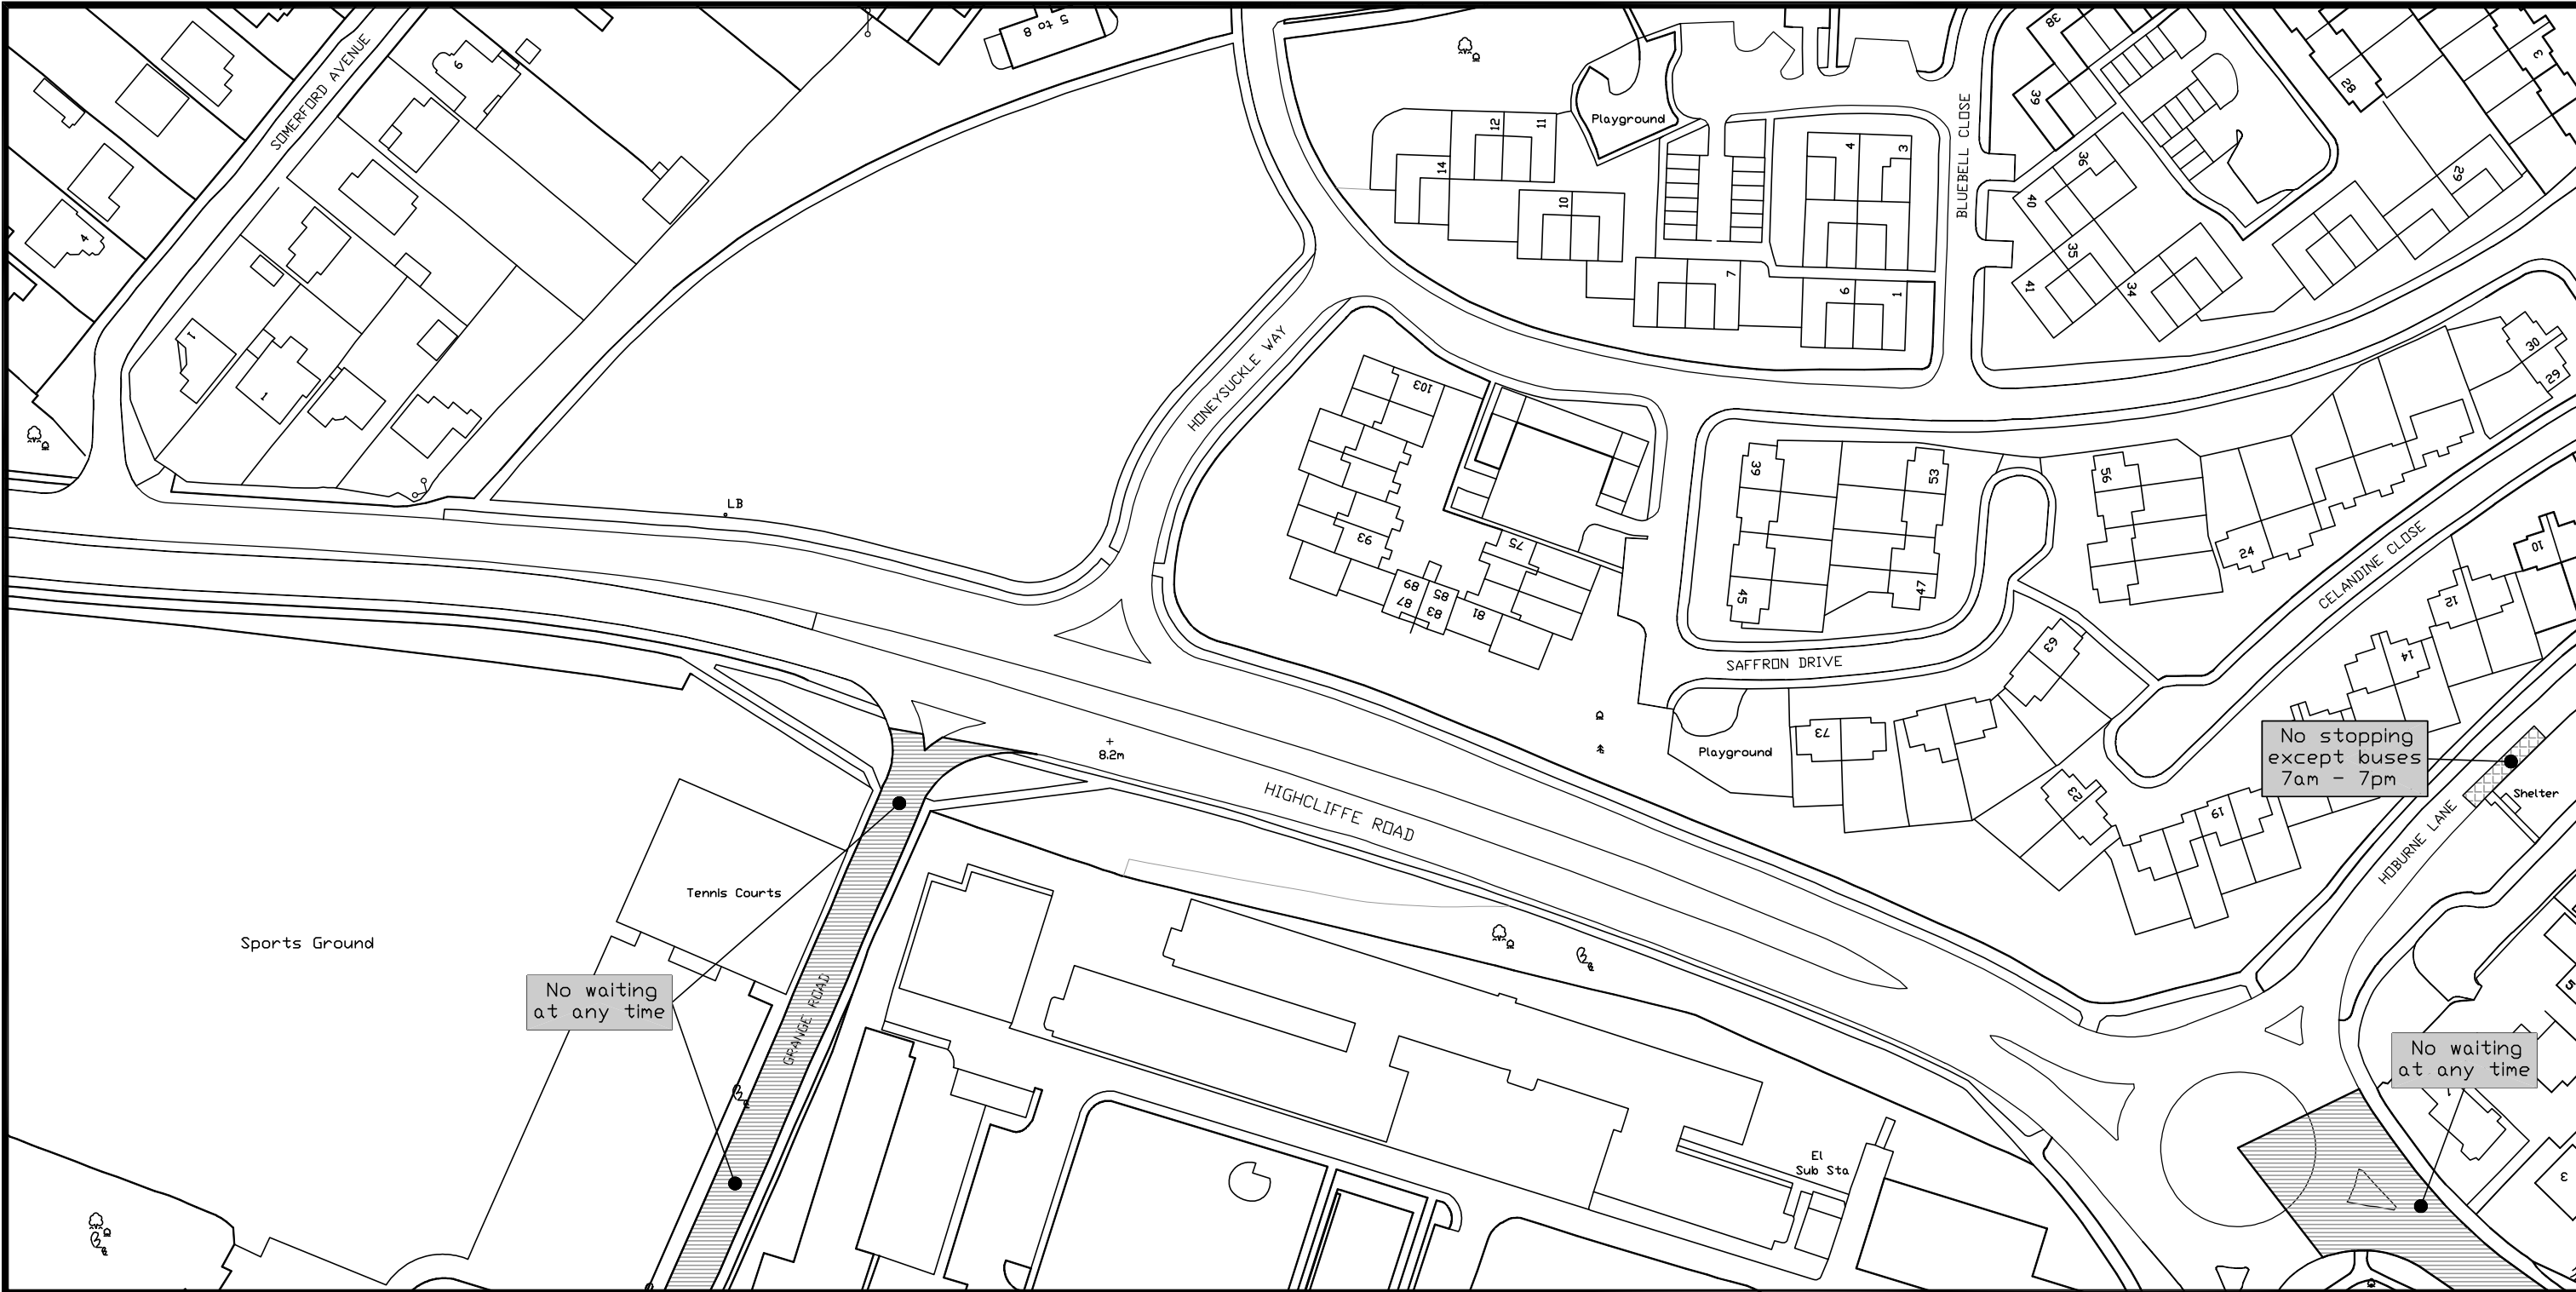 5 to 8
SOMERFORD AVENUE
6
4
1
1
38
39
28
3
Playground
12
11
14
10
4
3
BLUEBELL CLOSE
36
40
35
41
34
29
7
6
1
HONEYSUCKLE WAY
103
93
89
87
85
83
81
75
39
53
45
47
56
24
30
29
CELANDINE CLOSE
10
12
14
LB
SAFFRON DRIVE
63
Playground
73
23
19
No stopping
except buses
7am - 7pm
Shelter
HOBURNE LANE
+
8.2m
HIGHCLIFFE ROAD
Tennis Courts
Sports Ground
No waiting
at any time
GRANGE ROAD
5
No waiting
at any time
El
Sub Sta
3